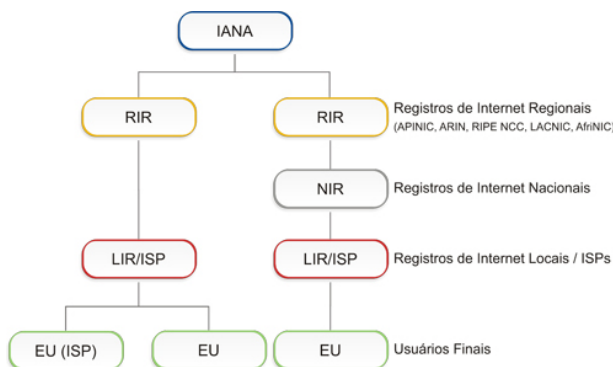 IANA
RIR
RIR
Registros de Internet Regionais
(APINIC, ARIN, RIPE NCC, LACNIC, AfriNIC)
NIR
Registros de Internet Nacionais
LIR/ISP
LIR/ISP
Registros de Internet Locais / ISPs
EU (ISP)
EU
EU
Usuários Finais